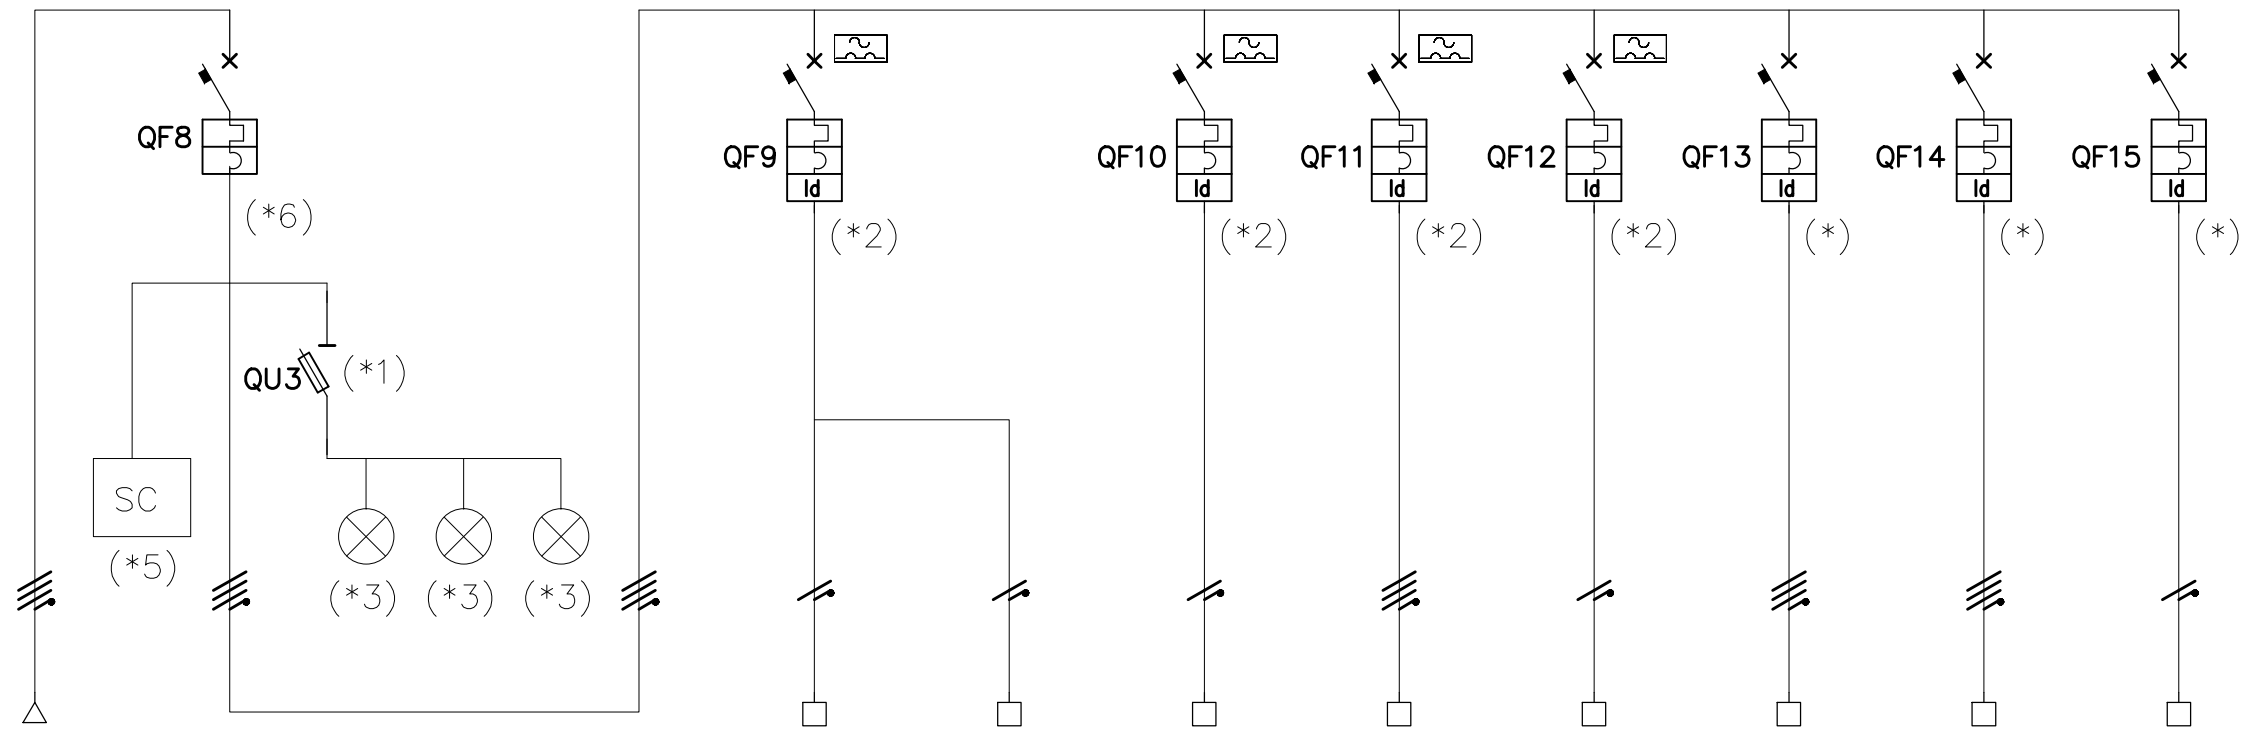 QF8
(*6)
QU3
(*1)
SC
(*5)
(*3)
(*3)
(*3)
QF9
Id
(*2)
QF10
Id
(*2)
QF11
Id
(*2)
QF12
Id
(*2)
QF13
Id
(*)
QF14
Id
(*)
QF15
Id
(*)